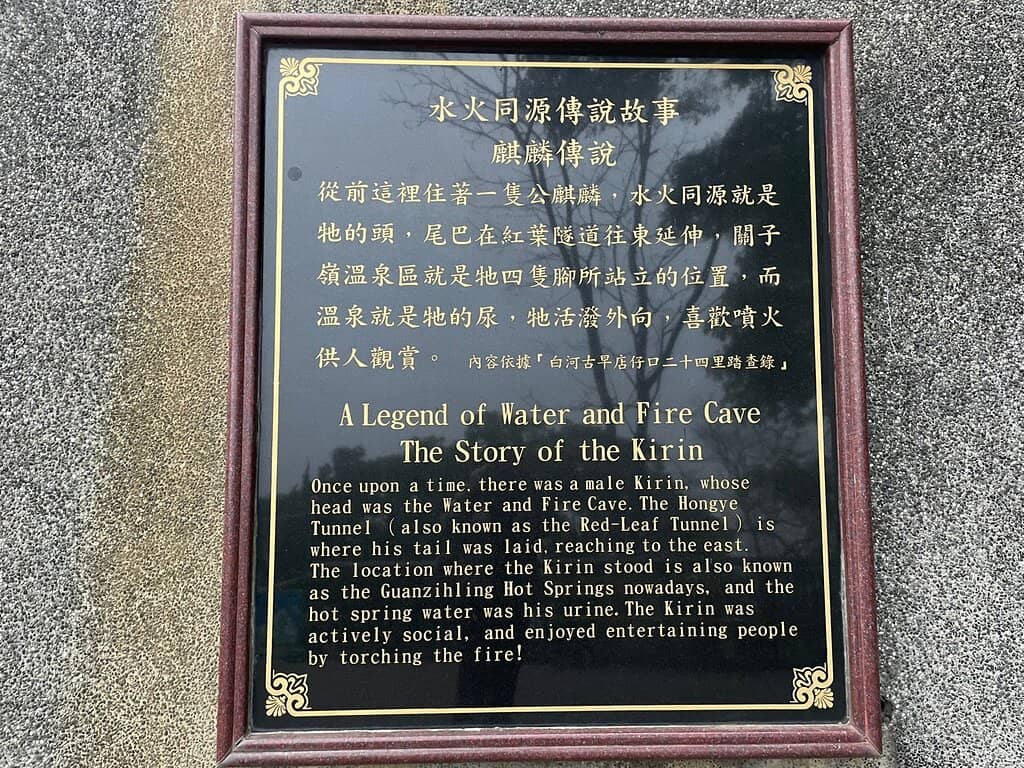 水火同源傳說故事
麒麟傳說
從前這裡住著一隻公麒麟，水火同源就是
牠的頭，尾巴在紅葉隧道往東延伸，關子
嶺溫泉區就是牠四隻腳所站立的位置，而
溫泉就是牠的尿，牠活潑外向，喜歡噴火
供人觀賞。 內容依據『白河古早店仔口二十四里踏查錄』
A Legend of Water and Fire Cave
The Story of the Kirin
Once upon a time, there was a male Kirin, whose
head was the Water and Fire Cave. The Hongye
Tunnel （also known as the Red-Leaf Tunnel）is
where his tail was laid, reaching to the east.
The location where the Kirin stood is also known
as the Guanzihling Hot Springs nowadays, and the
hot spring water was his urine. The Kirin was
actively social, and enjoyed entertaining people
by torching the fire!